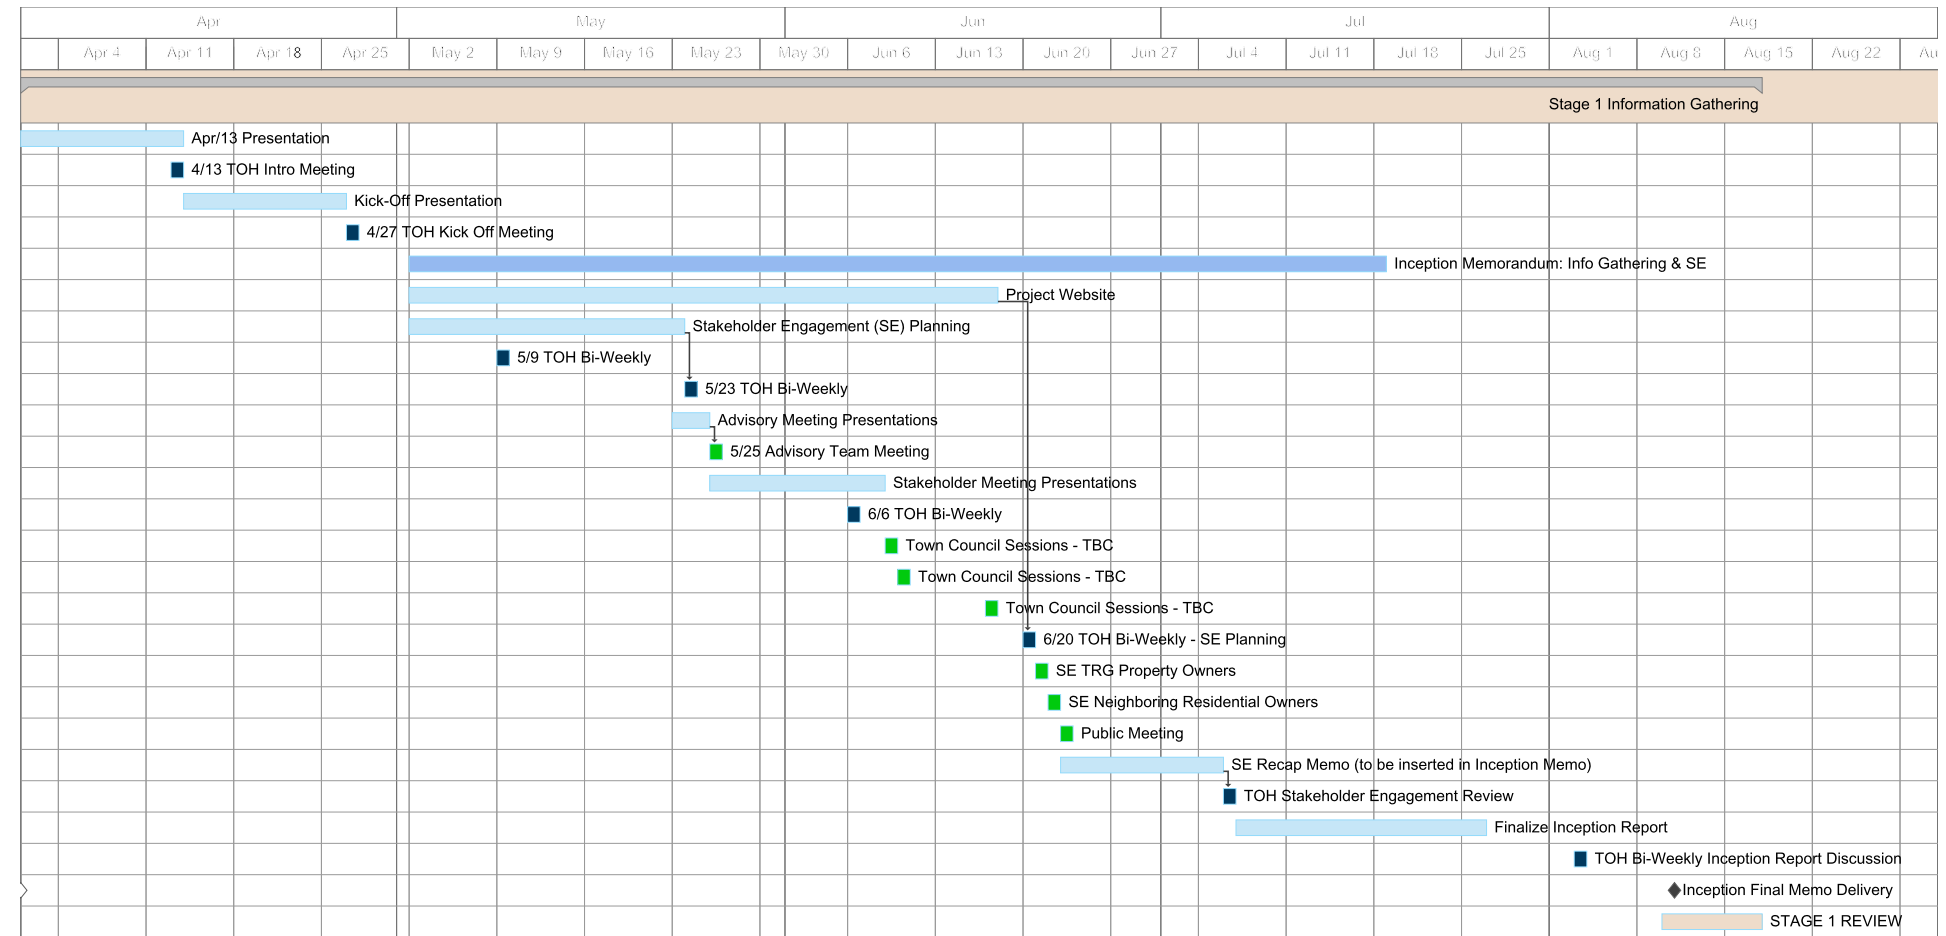 Apr May Jun Jul Aug
Apr 4 Apr 11 Apr 18 Apr 25 May 2 May 9 May 16 May 23 May 30 Jun 6 Jun 13 Jun 20 Jun 27 Jul 4 Jul 11 Jul 18 Jul 25 Aug 1 Aug 8 Aug 15 Aug 22
Stage 1 Information Gathering
Apr/13 Presentation
4/13 TOH Intro Meeting
Kick-Off Presentation
4/27 TOH Kick Off Meeting
Inception Memorandum: Info Gathering & SE
Project Website
Stakeholder Engagement (SE) Planning
5/9 TOH Bi-Weekly
5/23 TOH Bi-Weekly
Advisory Meeting Presentations
5/25 Advisory Team Meeting
Stakeholder Meeting Presentations
6/6 TOH Bi-Weekly
Town Council Sessions - TBC
Town Council Sessions - TBC
Town Council Sessions - TBC
6/20 TOH Bi-Weekly - SE Planning
SE TRG Property Owners
SE Neighboring Residential Owners
Public Meeting
SE Recap Memo (to be inserted in Inception Memo)
TOH Stakeholder Engagement Review
Finalize Inception Report
TOH Bi-Weekly Inception Report Discussion
Inception Final Memo Delivery
STAGE 1 REVIEW